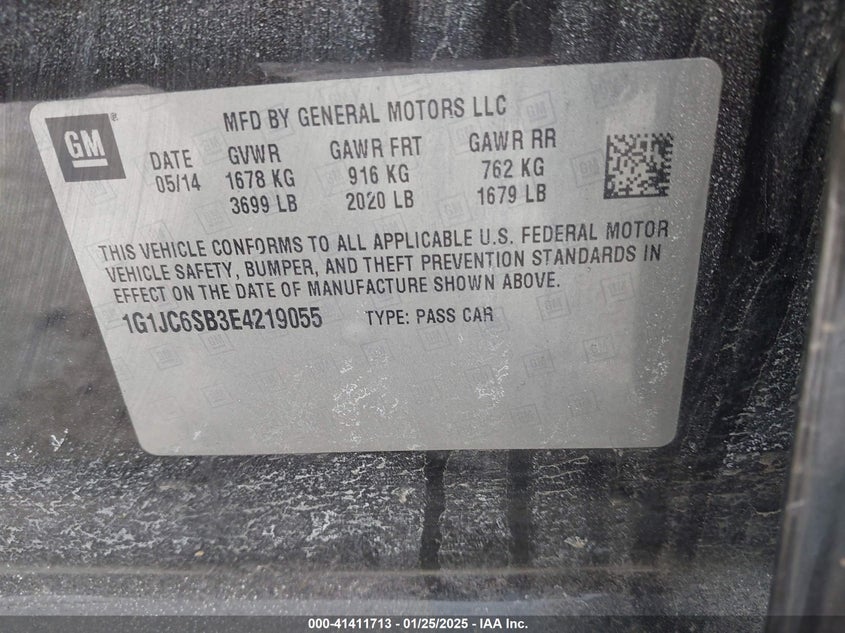 GM
MFD BY GENERAL MOTORS LLC
DATE GVWR GAWR FRT GAWR RR
05/14 1678 KG 916 KG 762 KG
3699 LB 2020 LB 1679 LB
THIS VEHICLE CONFORMS TO ALL APPLICABLE U.S. FEDERAL MOTOR
VEHICLE SAFETY, BUMPER, AND THEFT PREVENTION STANDARDS IN
EFFECT ON THE DATE OF MANUFACTURE SHOWN ABOVE.
1G1JC6SB3E4219055 TYPE: PASS CAR
000-41411713 - 01/25/2025 - IAA Inc.